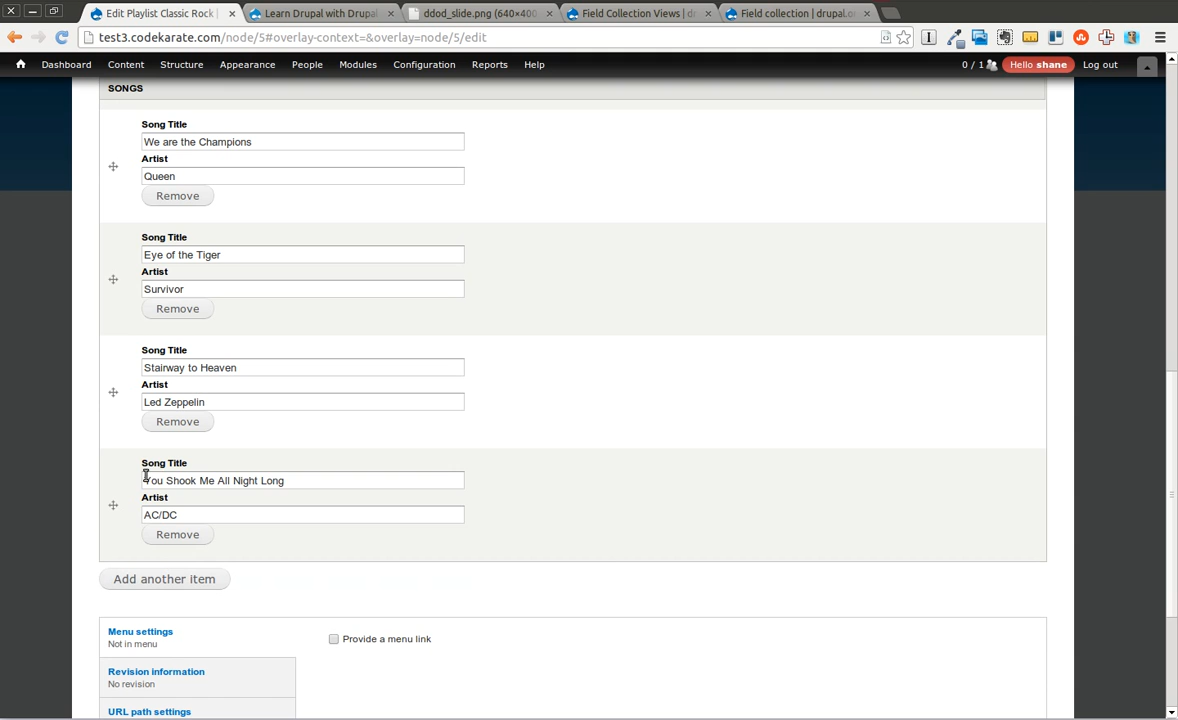 Edit Playlist Classic Rock
Learn Drupal with Drupal
ddod_slide.png (640×400
Field Collection Views | dr
Field collection | drupal.o
test3.codekarate.com/node/5#overlay-context=&overlay=node/5/edit
Dashboard Content Structure Appearance People Modules Configuration Reports Help 0 / 1 Hello shane Log out
SONGS
Song Title
We are the Champions
Artist
Queen
Remove
Song Title
Eye of the Tiger
Artist
Survivor
Remove
Song Title
Stairway to Heaven
Artist
Led Zeppelin
Remove
Song Title
You Shook Me All Night Long
Artist
AC/DC
Remove
Add another item
Menu settings
Not in menu
Provide a menu link
Revision information
No revision
URL path settings